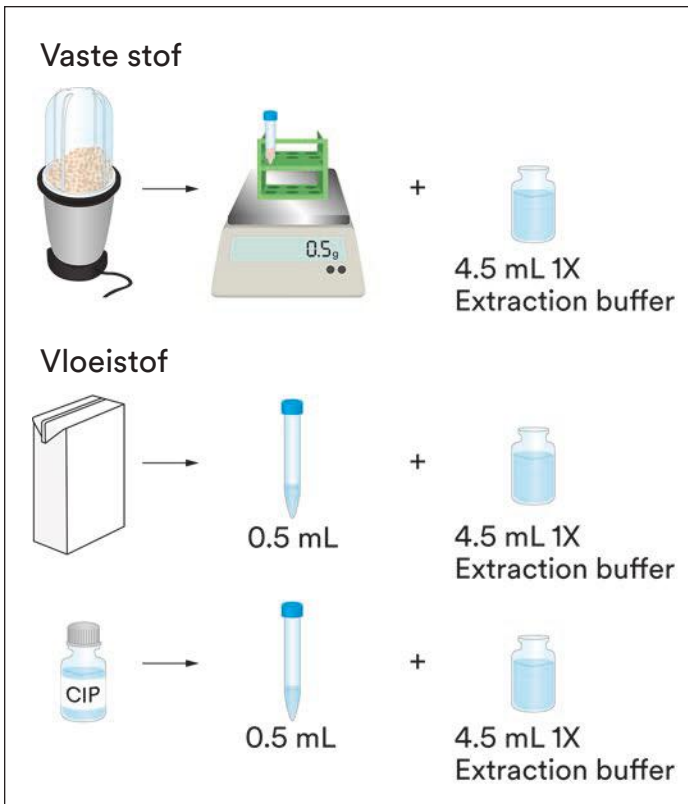 Vaste stof
0.5g
+
4.5 mL 1X
Extraction buffer
Vloeistof
+
0.5 mL
4.5 mL 1X
Extraction buffer
CIP
+
0.5 mL
4.5 mL 1X
Extraction buffer